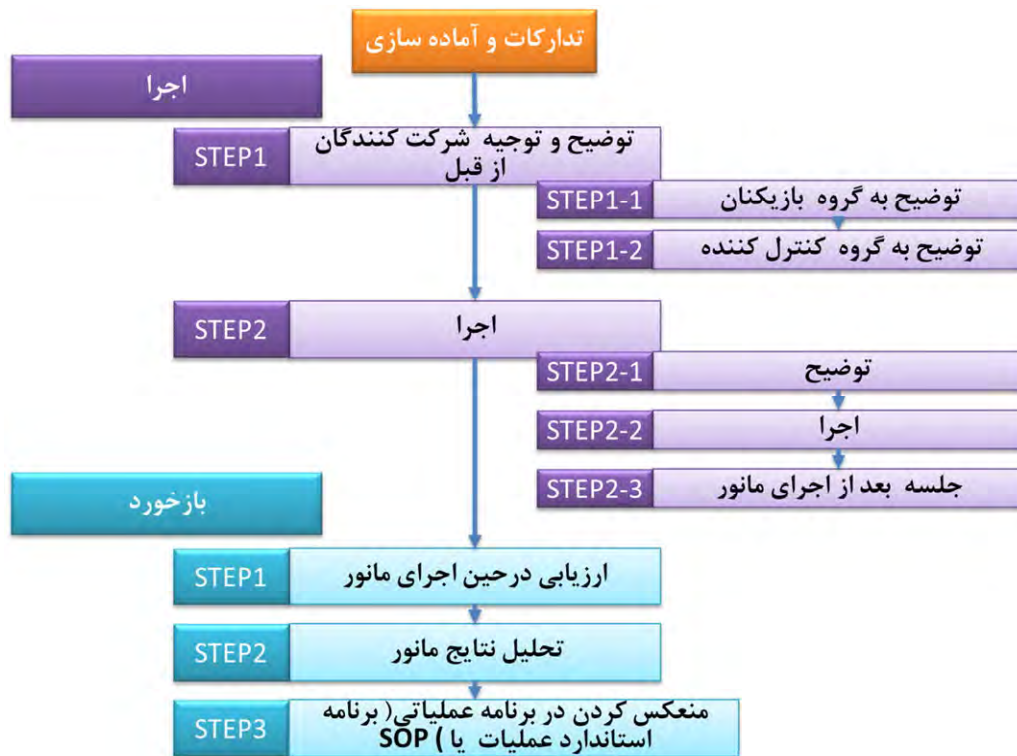 تدارکات و آماده سازی
اجرا
STEP1
توضیح و توجیه شرکت کنندگان
از قبل
STEP1-1
توضیح به گروه بازیکنان
STEP1-2
توضیح به گروه کنترل کننده
STEP2
اجرا
STEP2-1
توضیح
STEP2-2
اجرا
STEP2-3
جلسه بعد از اجرای مانور
بازخورد
STEP1
ارزیابی درحین اجرای مانور
STEP2
تحلیل نتایج مانور
STEP3
منعکس کردن در برنامه عملیاتی( برنامه
استاندارد عملیات یا SOP )